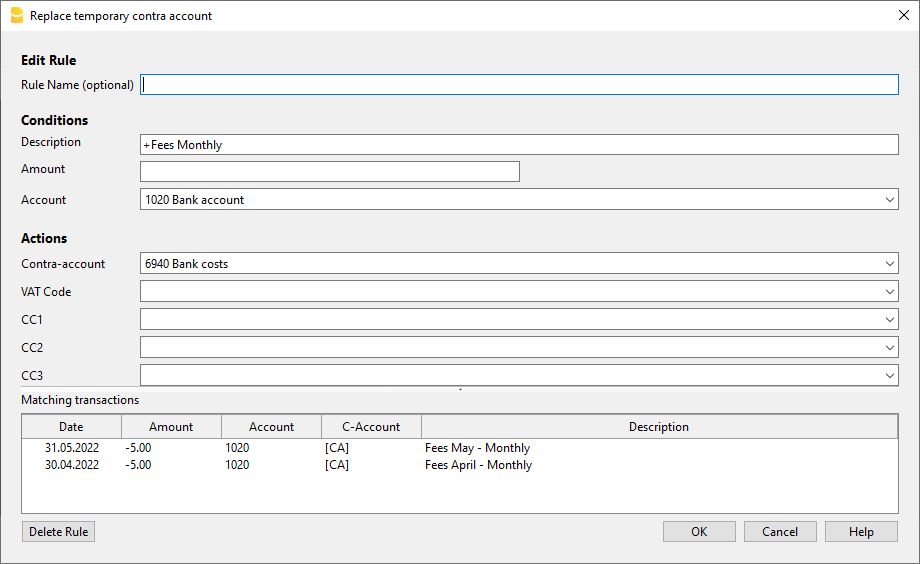 Replace temporary contra account
Edit Rule
Rule Name (optional)
Conditions
Description +Fees Monthly
Amount
Account 1020 Bank account
Actions
Contra-account 6940 Bank costs
VAT Code
CC1
CC2
CC3
Matching transactions
Date Amount Account C-Account Description
31.05.2022 -5.00 1020 [CA] Fees May - Monthly
30.04.2022 -5.00 1020 [CA] Fees April - Monthly
Delete Rule OK Cancel Help